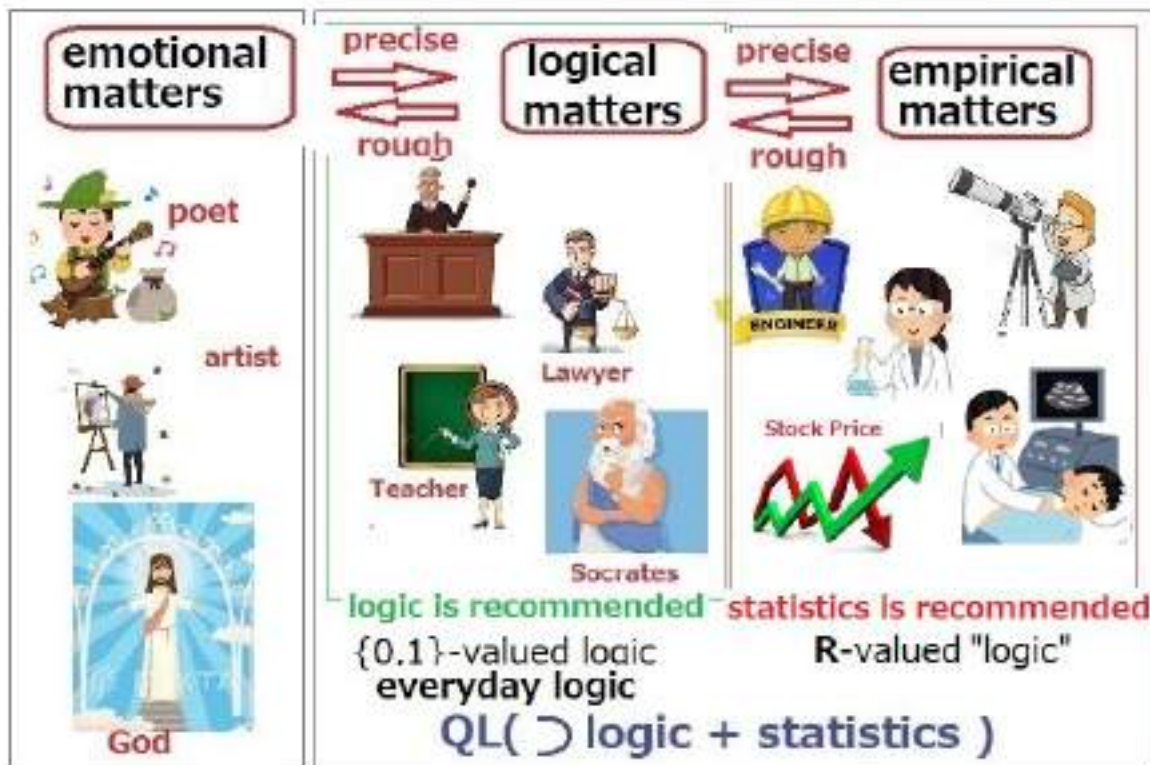 emotional
matters
precise
rough
logical
matters
precise
rough
empirical
matters
poet
artist
God
Lawyer
Teacher
Socrates
ENGINEER
Stock Price
logic is recommended
{0,1}-valued logic
everyday logic
statistics is recommended
R-valued "logic"
QL( ⊃ logic + statistics )